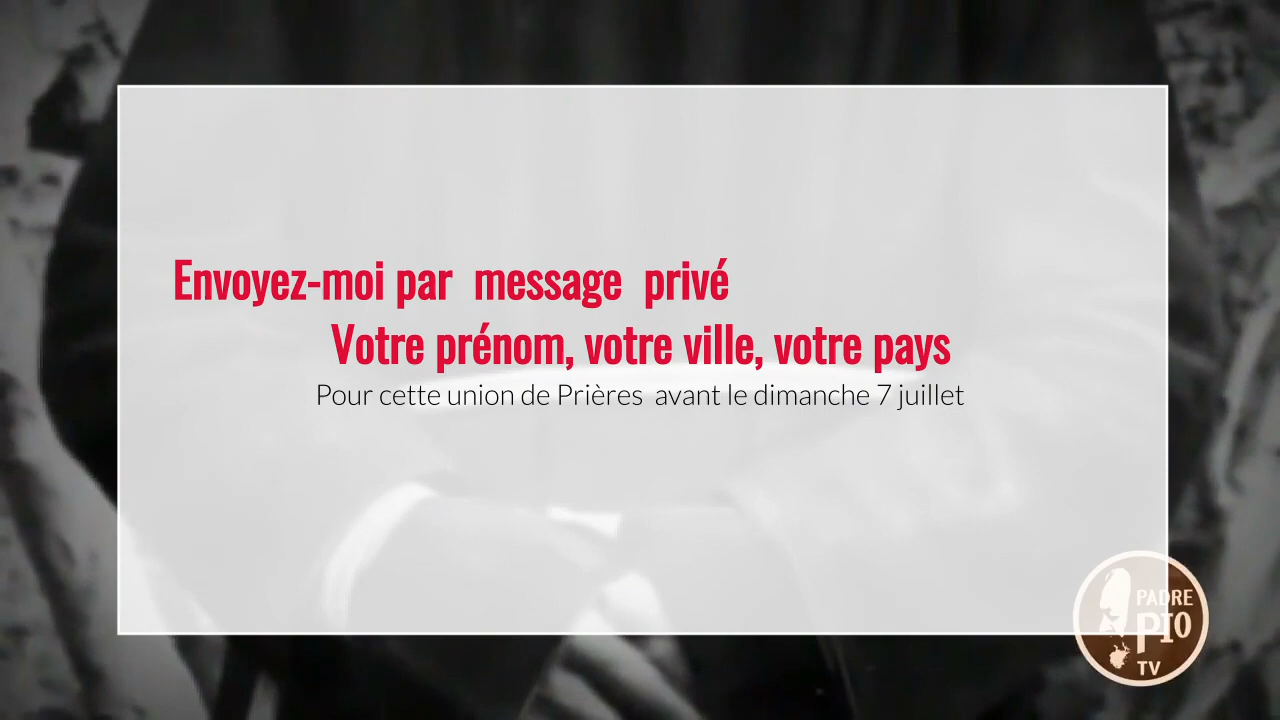 Envoyez-moi par message privé
Votre prénom, votre ville, votre pays
Pour cette union de Prières avant le dimanche 7 juillet
PADRE
PIO
TV